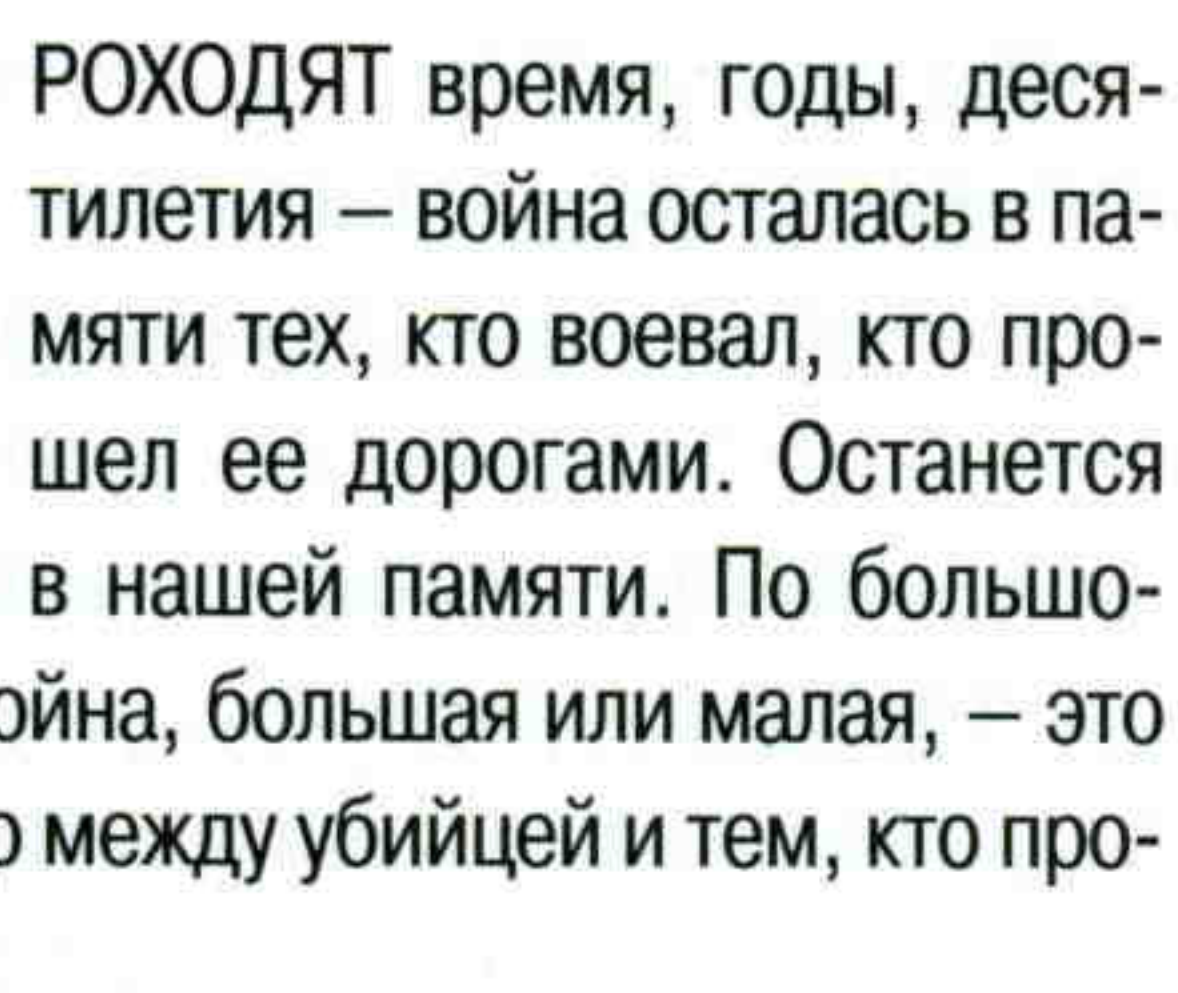 РОХОДЯТ время, годы, деся-
тилетия – война осталась в па-
мяти тех, кто воевал, кто про-
шел ее дорогами. Останется
в нашей памяти. По большо-
ойна, большая или малая, – это
о между убийцей и тем, кто про-